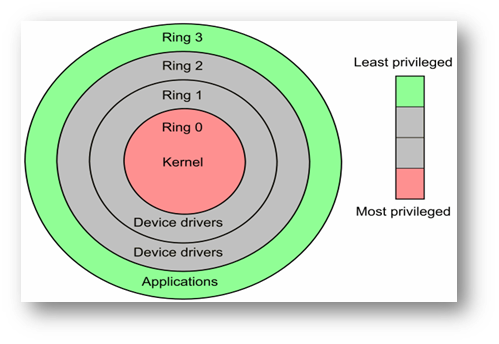 Ring 3
Ring 2
Ring 1
Ring 0
Kernel
Device drivers
Device drivers
Applications
Least privileged
Most privileged